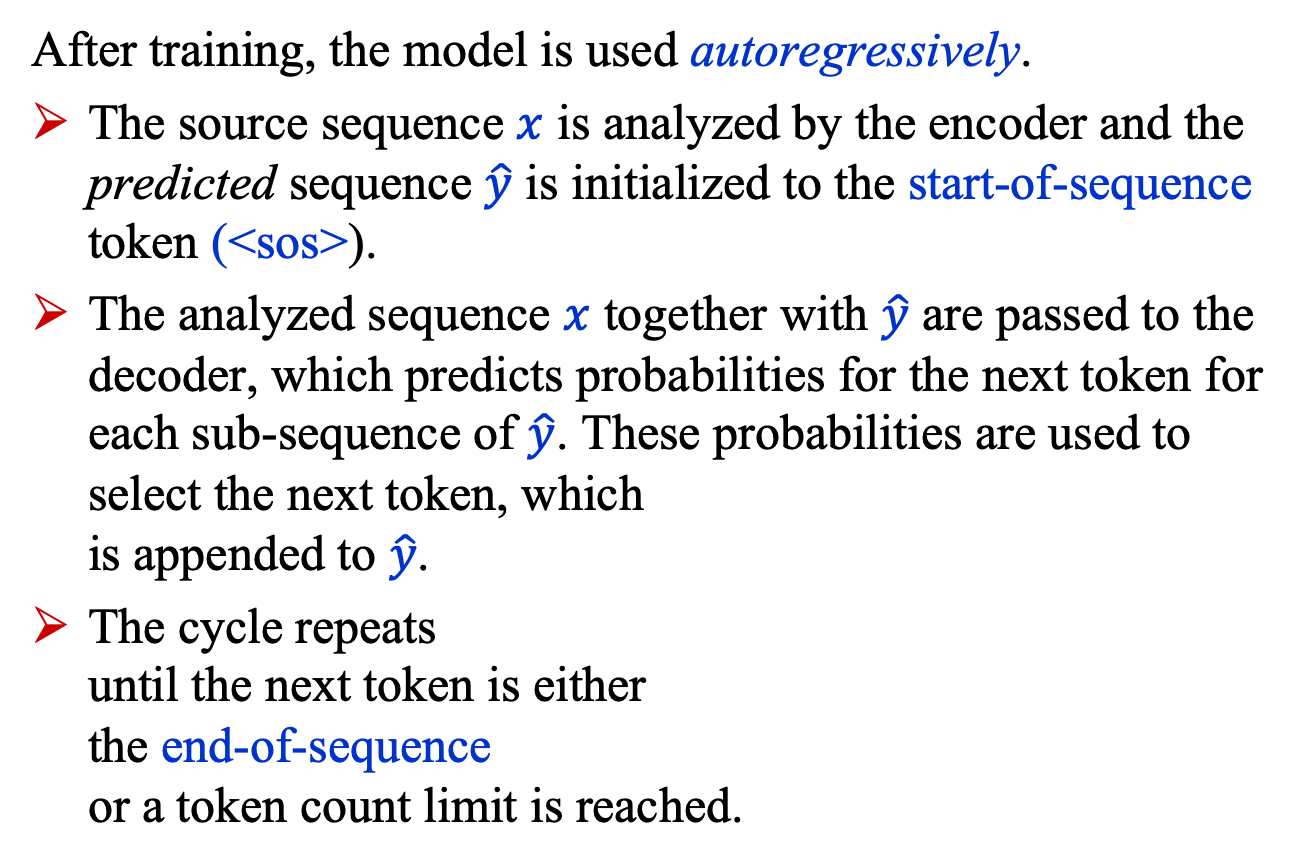 After training, the model is used autoregressively.
➢ The source sequence x is analyzed by the encoder and the
predicted sequence ŷ is initialized to the start-of-sequence
token (<sos>).
➢ The analyzed sequence x together with ŷ are passed to the
decoder, which predicts probabilities for the next token for
each sub-sequence of ŷ. These probabilities are used to
select the next token, which
is appended to ŷ.
➢ The cycle repeats
until the next token is either
the end-of-sequence
or a token count limit is reached.